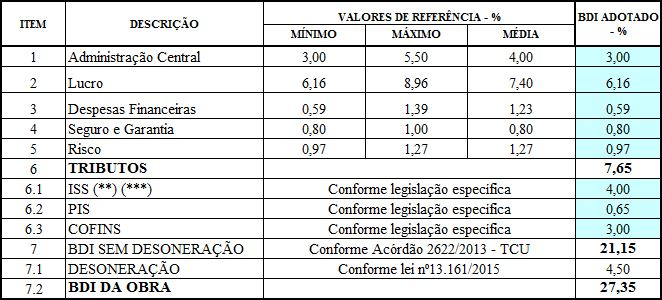 ITEM DESCRIÇÃO VALORES DE REFERÊNCIA - % BDI ADOTADO - %
MÍNIMO MÁXIMO MÉDIA
1 Administração Central 3,00 5,50 4,00 3,00
2 Lucro 6,16 8,96 7,40 6,16
3 Despesas Financeiras 0,59 1,39 1,23 0,59
4 Seguro e Garantia 0,80 1,00 0,80 0,80
5 Risco 0,97 1,27 1,27 0,97
6 TRIBUTOS 7,65
6.1 ISS (**) (***) Conforme legislação especifica 4,00
6.2 PIS Conforme legislação especifica 0,65
6.3 COFINS Conforme legislação especifica 3,00
7 BDI SEM DESONERAÇÃO Conforme Acórdão 2622/2013 - TCU 21,15
7.1 DESONERAÇÃO Conforme lei nº13.161/2015 4,50
7.2 BDI DA OBRA 27,35